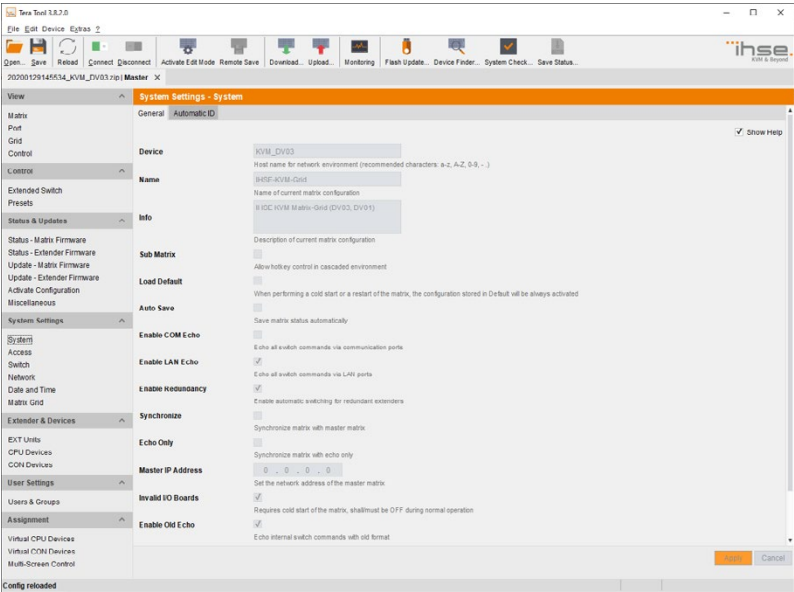 Tera Tool 3.8.2.0
File Edit Device Extras ?
Open... Save Reload Connect Disconnect Activate Edit Mode Remote Save Download... Upload... Monitoring Flash Update... Device Finder... System Check... Save Status...
ihse.
KVM & Beyond
20200129145534_KVM_DV03.zip | Master X
View
Matrix
Port
Grid
Control
Control
Extended Switch
Presets
Status & Updates
Status - Matrix Firmware
Status - Extender Firmware
Update - Matrix Firmware
Update - Extender Firmware
Activate Configuration
Miscellaneous
System Settings
System
Access
Switch
Network
Date and Time
Matrix Grid
Extender & Devices
EXT Units
CPU Devices
CON Devices
User Settings
Users & Groups
Assignment
Virtual CPU Devices
Virtual CON Devices
Multi-Screen Control
System Settings - System
General Automatic ID
Show Help
Device KVM_DV03
Host name for network environment (recommended characters: a-z, A-Z, 0-9, - .)
Name IHSE-KVM-Grid
Name of current matrix configuration
Info IHSE KVM Matrix-Grid (DV03, DV01)
Description of current matrix configuration
Sub Matrix
Allow hotkey control in cascaded environment
Load Default
When performing a cold start or a restart of the matrix, the configuration stored in Default will be always activated
Auto Save
Save matrix status automatically
Enable COM Echo
Echo all switch commands via communication ports
Enable LAN Echo
Echo all switch commands via LAN ports
Enable Redundancy
Enable automatic switching for redundant extenders
Synchronize
Synchronize matrix with master matrix
Echo Only
Synchronize matrix with echo only
Master IP Address 0 . 0 . 0 . 0
Set the network address of the master matrix
Invalid I/O Boards
Requires cold start of the matrix, shall/must be OFF during normal operation
Enable Old Echo
Echo internal switch commands with old format
Apply Cancel
Config reloaded